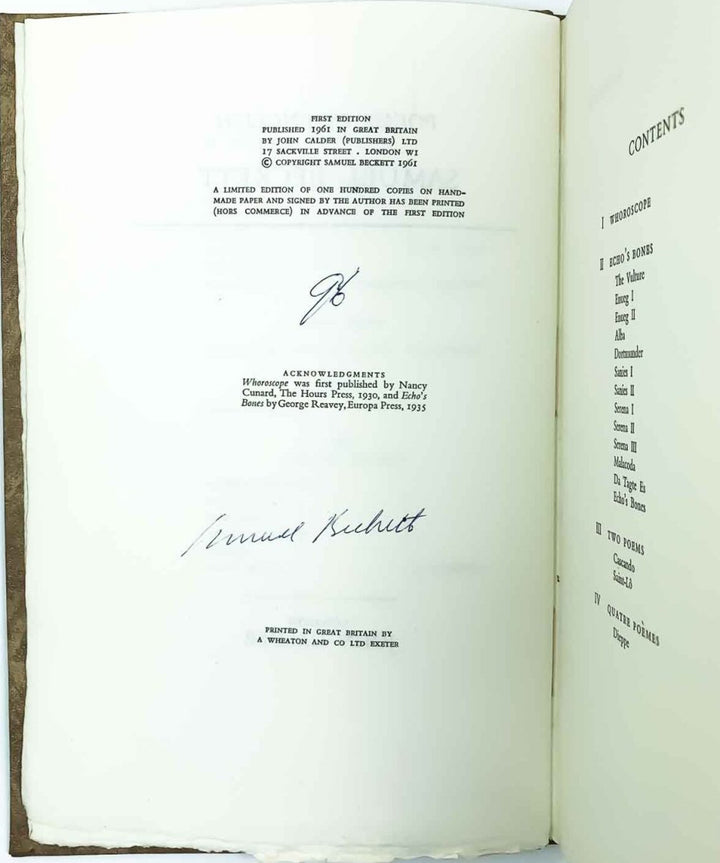 FIRST EDITION
PUBLISHED 1961 IN GREAT BRITAIN
BY JOHN CALDER (PUBLISHERS) LTD
17 SACKVILLE STREET . LONDON W1
© COPYRIGHT SAMUEL BECKETT 1961
A LIMITED EDITION OF ONE HUNDRED COPIES ON HAND-
MADE PAPER AND SIGNED BY THE AUTHOR HAS BEEN PRINTED
(HORS COMMERCE) IN ADVANCE OF THE FIRST EDITION
ACKNOWLEDGMENTS
Whoroscope was first published by Nancy
Cunard, The Hours Press, 1930, and Echo's
Bones by George Reavey, Europa Press, 1935
Samuel Beckett
PRINTED IN GREAT BRITAIN BY
A WHEATON AND CO LTD EXETER
CONTENTS
I WHOROSCOPE
II ECHO'S BONES
The Vulture
Enueg I
Enueg II
Alba
Dortmunder
Sanies I
Sanies II
Serena I
Serena II
Serena III
Malacoda
Da Tagte Es
Echo's Bones
III TWO POEMS
Cascando
Saint-Lô
IV QUATRE POÈMES
Dieppe